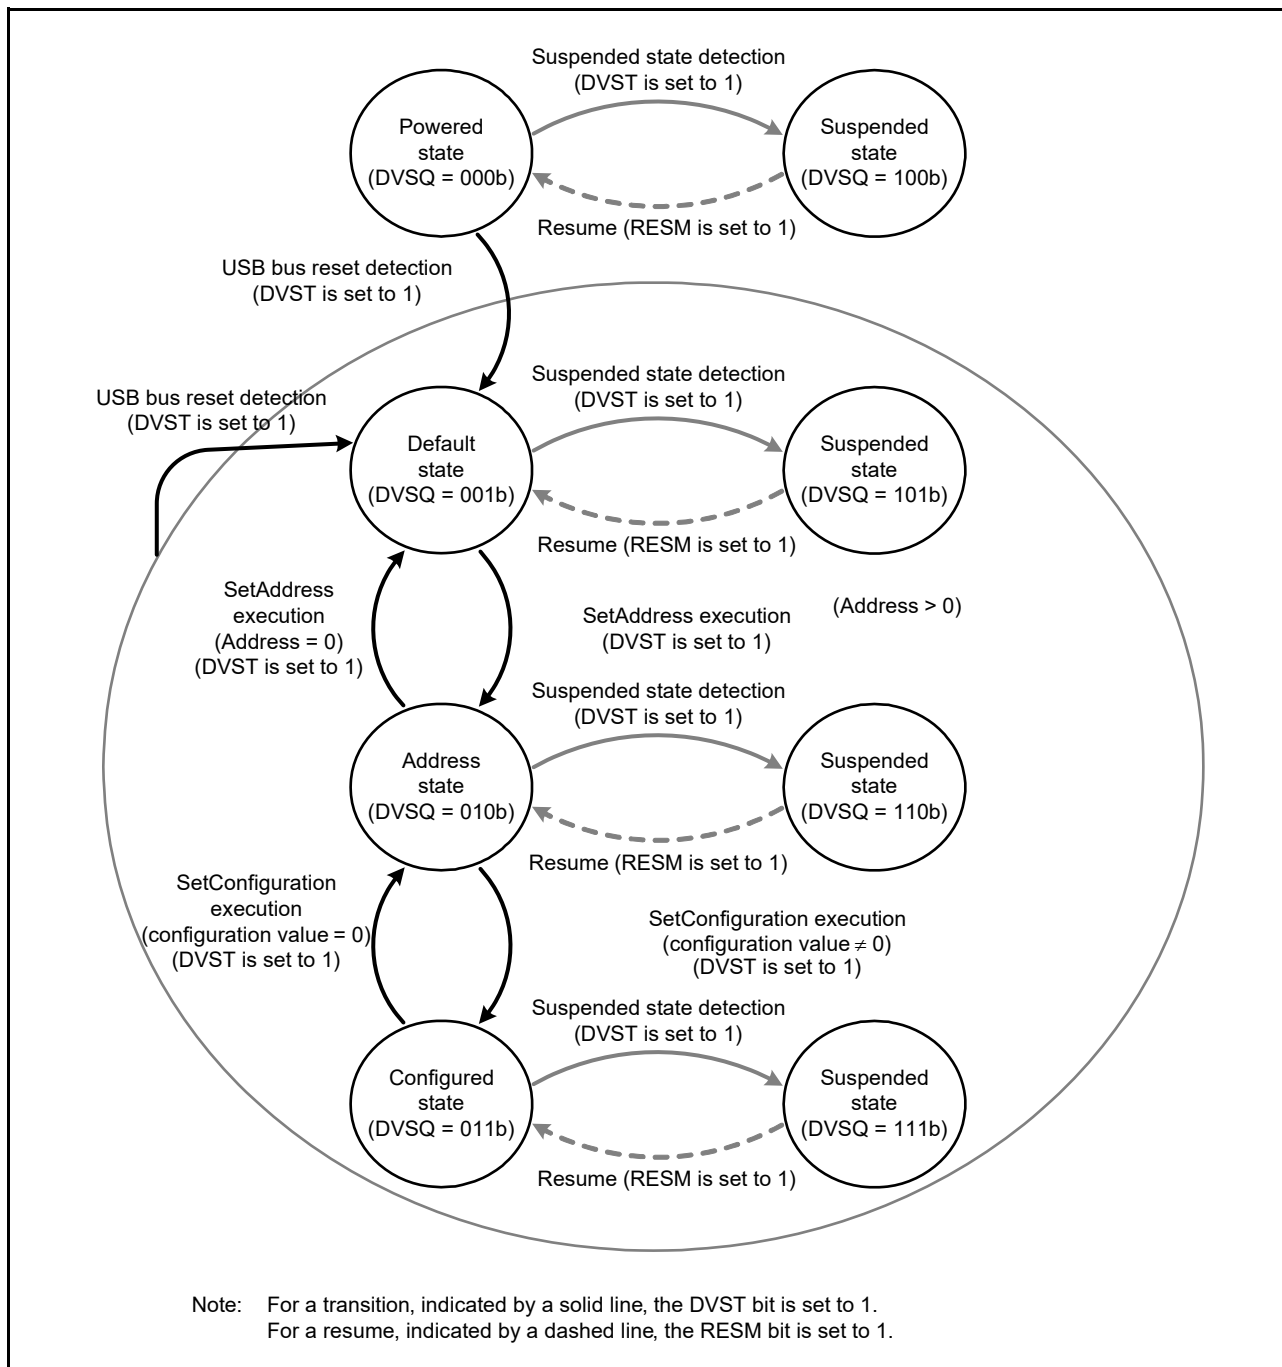 Suspended state detection
(DVST is set to 1)
Powered
state
(DVSQ = 000b)
Suspended
state
(DVSQ = 100b)
Resume (RESM is set to 1)
USB bus reset detection
(DVST is set to 1)
Suspended state detection
(DVST is set to 1)
USB bus reset detection
(DVST is set to 1)
Default
state
(DVSQ = 001b)
Suspended
state
(DVSQ = 101b)
Resume (RESM is set to 1)
SetAddress
execution
(Address = 0)
(DVST is set to 1)
SetAddress execution
(DVST is set to 1)
(Address > 0)
Suspended state detection
(DVST is set to 1)
Address
state
(DVSQ = 010b)
Suspended
state
(DVSQ = 110b)
Resume (RESM is set to 1)
SetConfiguration
execution
(configuration value = 0)
(DVST is set to 1)
SetConfiguration execution
(configuration value ≠ 0)
(DVST is set to 1)
Suspended state detection
(DVST is set to 1)
Configured
state
(DVSQ = 011b)
Suspended
state
(DVSQ = 111b)
Resume (RESM is set to 1)
Note: For a transition, indicated by a solid line, the DVST bit is set to 1.
For a resume, indicated by a dashed line, the RESM bit is set to 1.